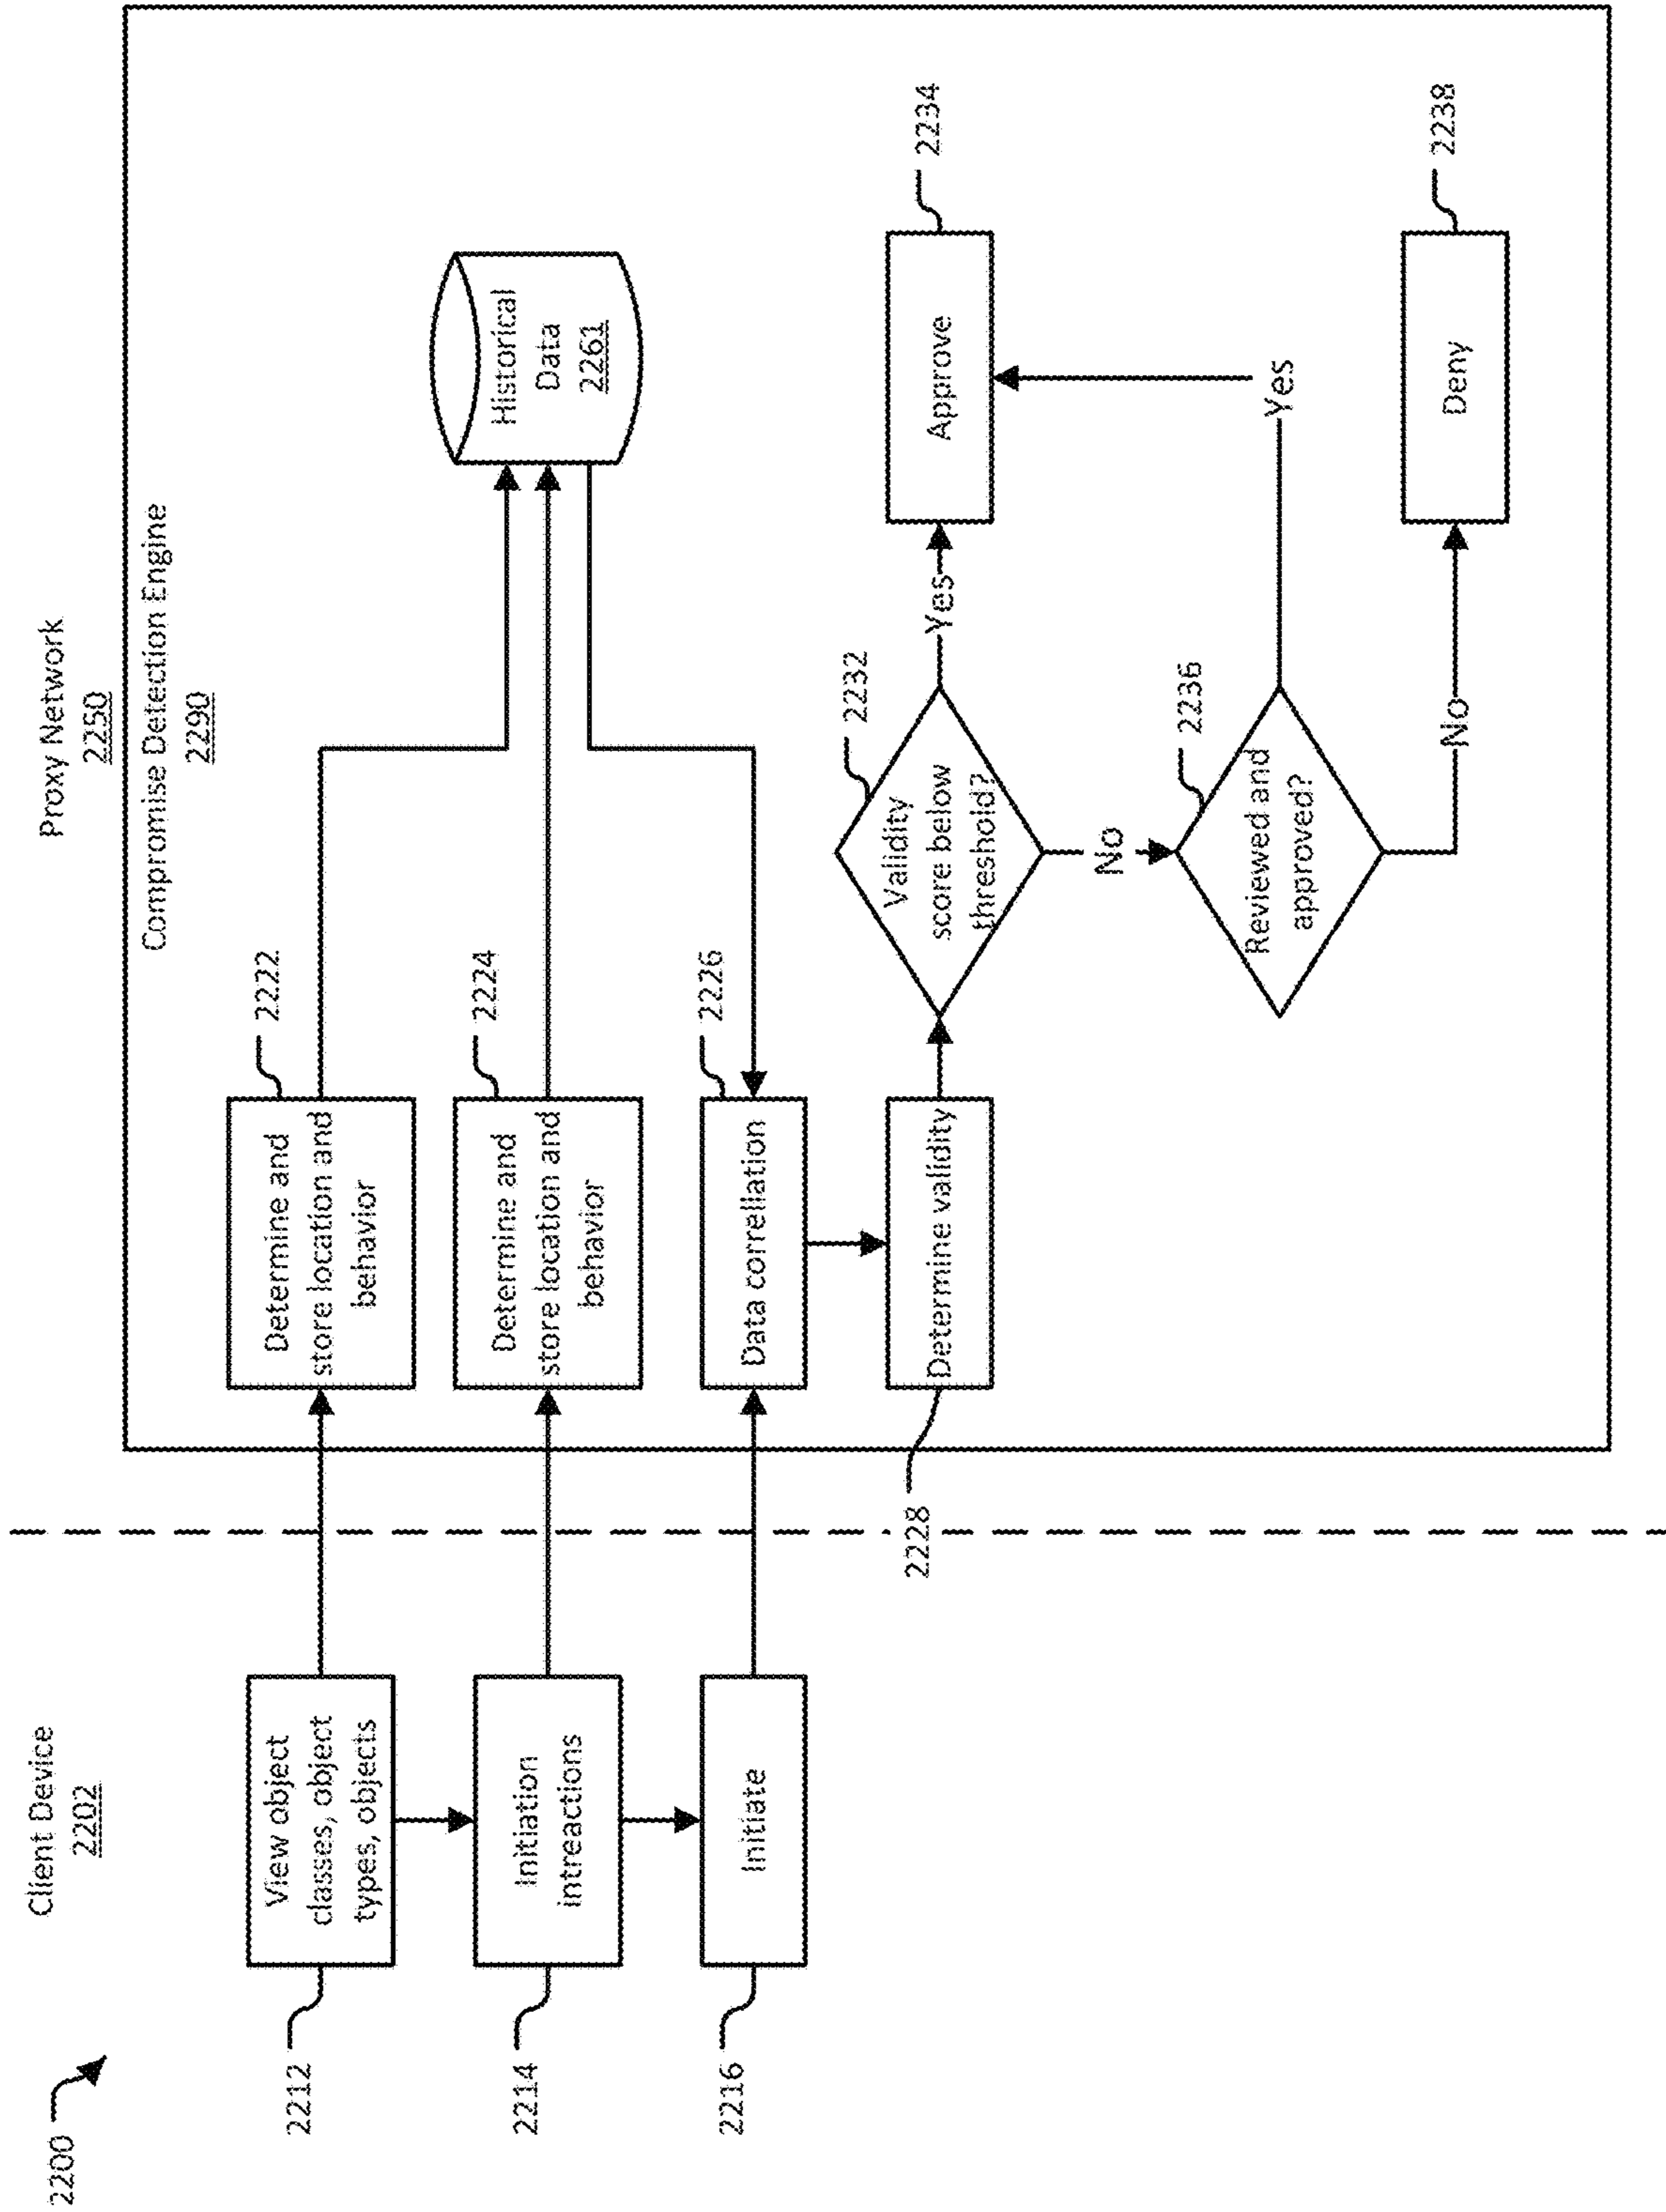 2200
Client Device
2202
Proxy Network
2250
Compromise Detection Engine
2290
2212
View object
classes, object
types, objects
2222
Determine and
store location and
behavior
2214
Initiation
intreactions
2224
Determine and
store location and
behavior
Historical
Data
2261
2216
Initiate
2226
Data correllation
2228
Determine validity
2232
Validity
score below
threshold?
Yes
2234
Approve
No
2236
Reviewed and
approved?
Yes
No
2238
Deny